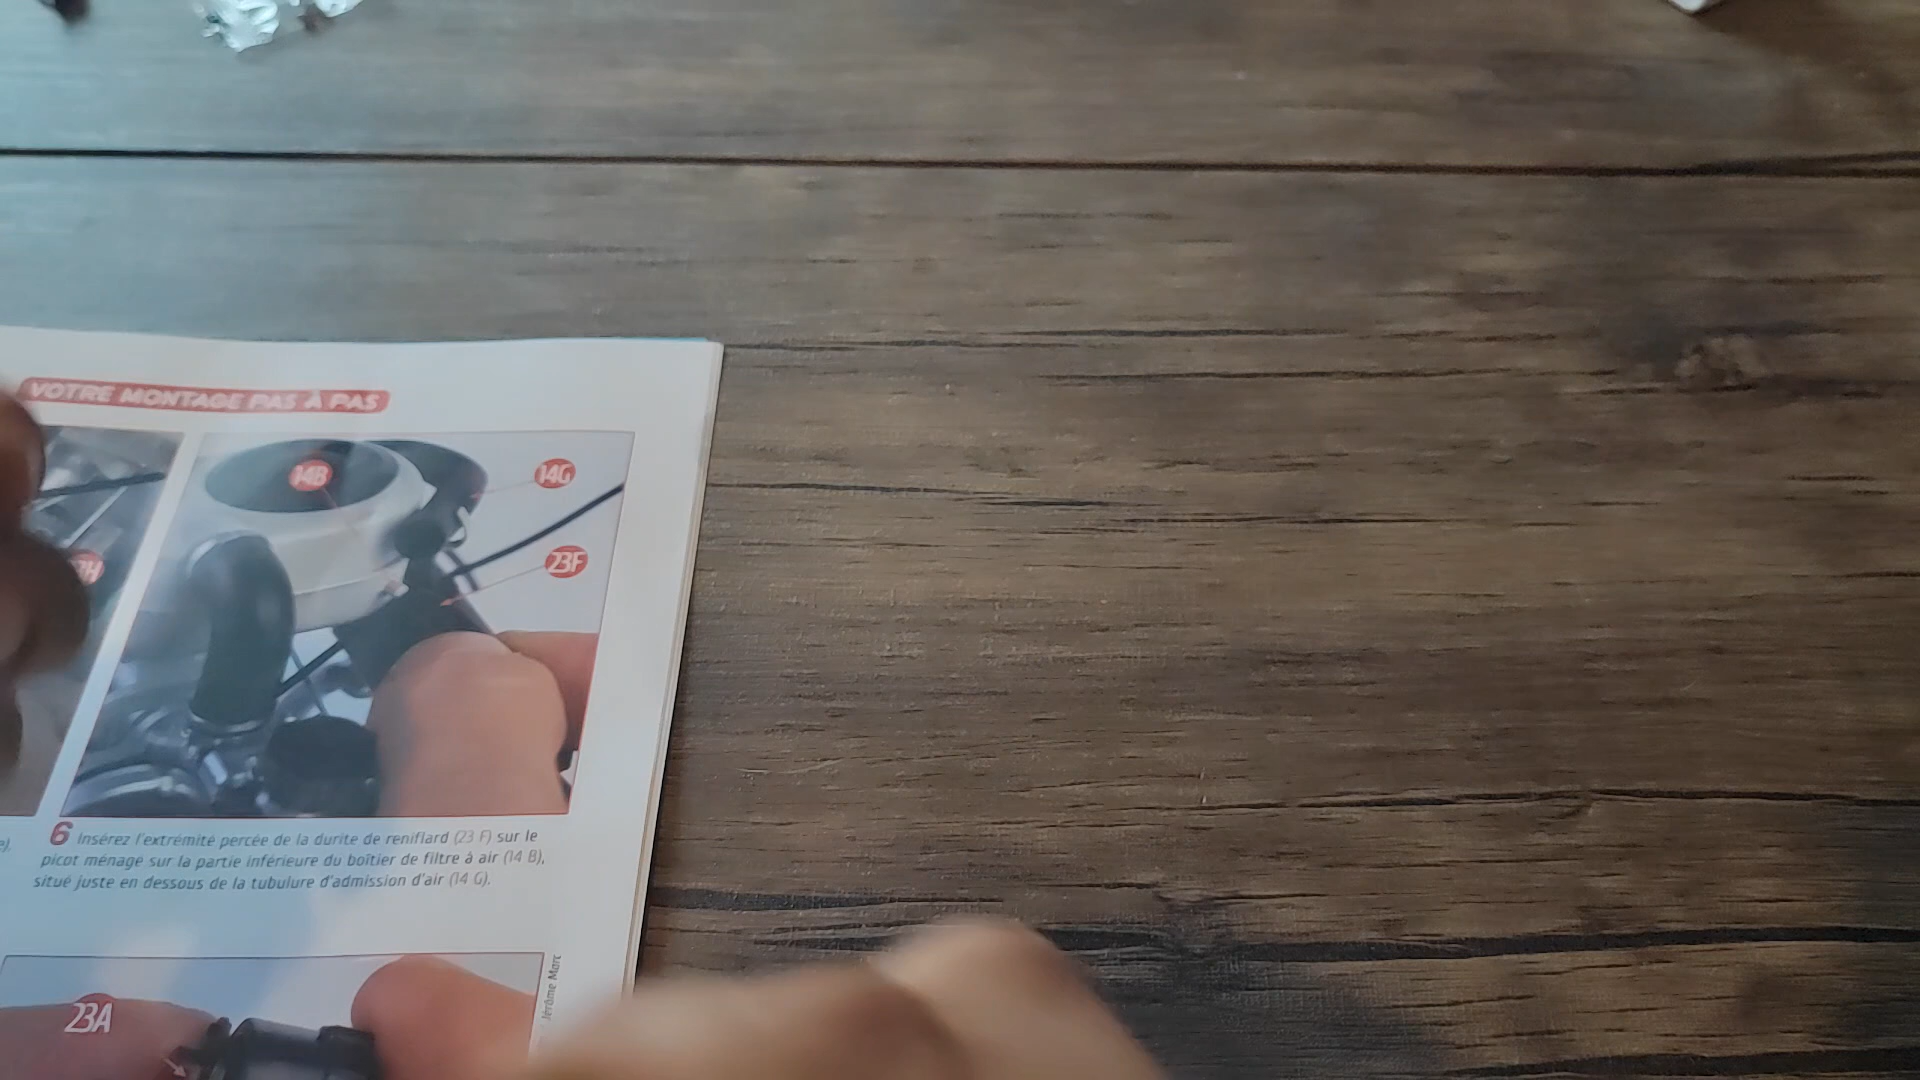 VOTRE MONTAGE PAS À PAS
14B
14G
23F
6 Insérez l'extrémité percée de la durite de reniflard (23 F) sur le
picot ménagé sur la partie inférieure du boîtier de filtre à air (14 B),
situé juste en dessous de la tubulure d'admission d'air (14 G).
23A
Jérôme Marc